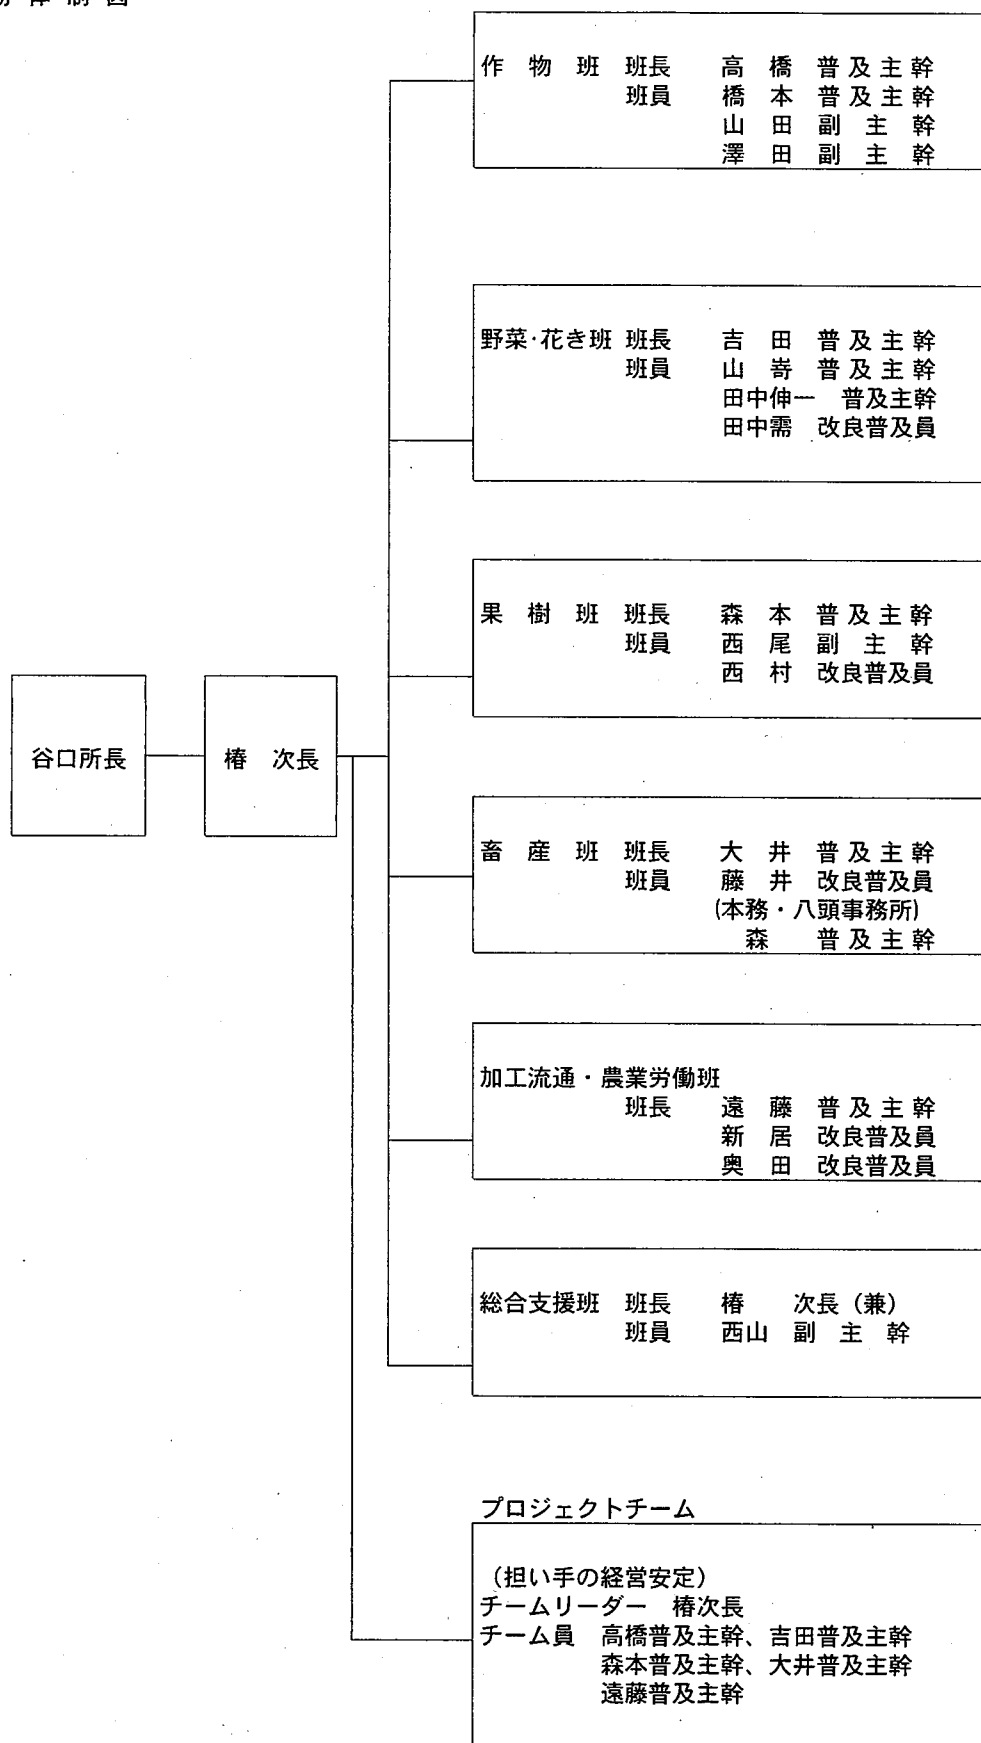 作物班 班長 高橋 普及主幹
班員 橋本 普及主幹
山田 副主幹
澤田 副主幹
野菜・花き班 班長 吉田 普及主幹
班員 山嵜 普及主幹
田中伸一 普及主幹
田中需 改良普及員
果樹班 班長 森本 普及主幹
班員 西尾 副主幹
西村 改良普及員
谷口所長
椿 次長
畜産班 班長 大井 普及主幹
班員 藤井 改良普及員
(本務・八頭事務所)
森 普及主幹
加工流通・農業労働班
班長 遠藤 普及主幹
新居 改良普及員
奥田 改良普及員
総合支援班 班長 椿 次長（兼）
班員 西山 副主幹
プロジェクトチーム
（担い手の経営安定）
チームリーダー 椿次長
チーム員 高橋普及主幹、吉田普及主幹
森本普及主幹、大井普及主幹
遠藤普及主幹